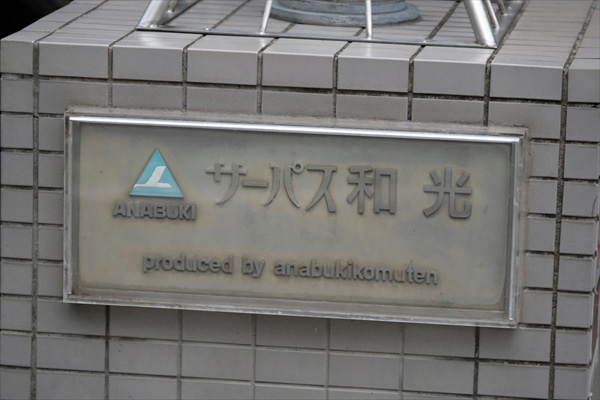 サーパス和光
ANABUKI
produced by anabukikomuten